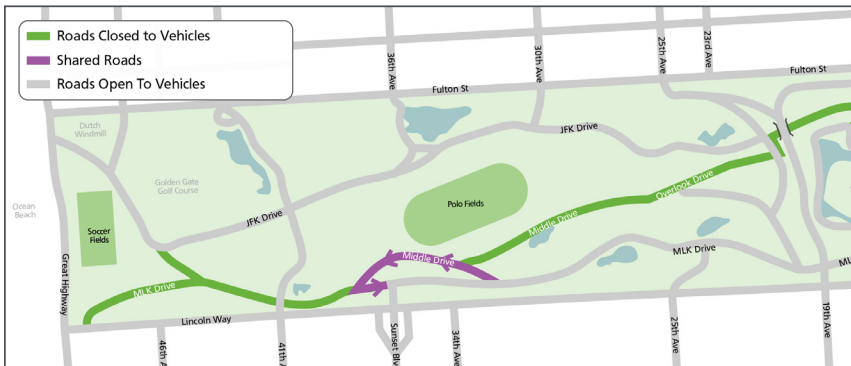 Roads Closed to Vehicles
Shared Roads
Roads Open To Vehicles
36th Ave
30th Ave
25th Ave
23rd Ave
Fulton St
Fulton St
Dutch
Windmill
JFK Drive
Golden Gate
Golf Course
Overlook Drive
Ocean
Beach
Polo Fields
Soccer
Fields
JFK Drive
Middle Drive
Great Highway
Middle Drive
MLK Drive
ML
MLK Drive
Lincoln Way
46th A
41th A
Sunset Blv
34th Ave
25th Ave
19th Ave